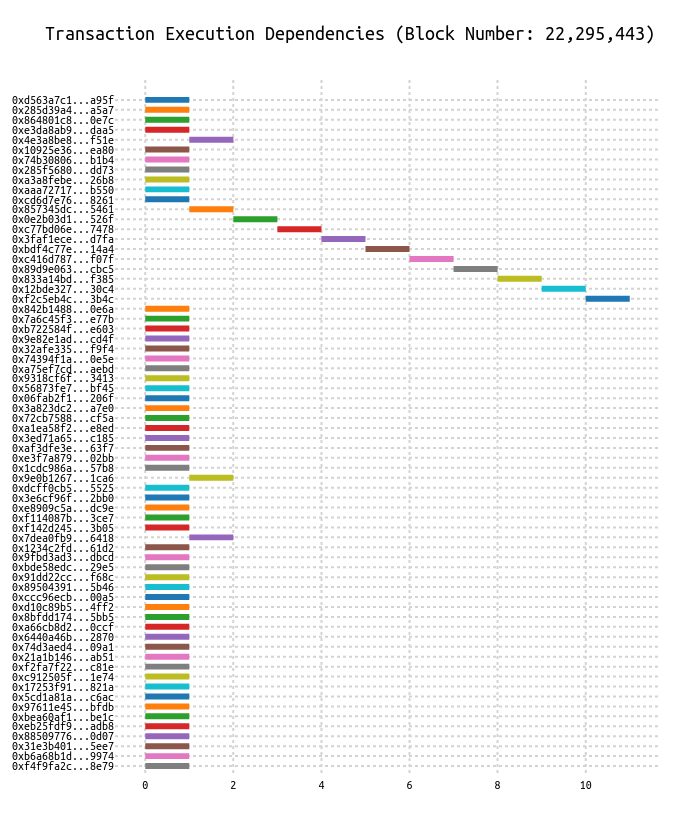 Transaction Execution Dependencies (Block Number: 22,295,443)
0xd563a7c1...a95f
0x285d39a4...a5a7
0x864801c8...0e7c
0xe3da8ab9...daa5
0x4e3a8be8...f51e
0x10925e36...ea80
0x74b30806...b1b4
0x285f5680...dd73
0xa3a8febe...26b8
0xaaa72717...b550
0xcd6d7e76...8261
0x857345dc...5461
0x0e2b03d1...526f
0xc77bd06e...7478
0x3faf1ece...d7fa
0xbdf4c77e...14a4
0xc416d787...f07f
0x89d9e063...cbc5
0x833a14bd...f385
0x12bde327...30c4
0xf2c5eb4c...3b4c
0x842b1488...0e6a
0x7a6c45f3...e77b
0xb722584f...e603
0x9e82e1ad...cd4f
0x32afe335...f9f4
0x74394f1a...0e5e
0xa75ef7cd...aebd
0x9318cf6f...3413
0x56873fe7...bf45
0x06fab2f1...206f
0x3a823dc2...a7e0
0x72cb7588...cf5a
0xa1ea58f2...e8ed
0x3ed71a65...c185
0xaf3dfe3e...63f7
0xe3f7a879...02bb
0x1cdc986a...57b8
0x9e0b1267...1ca6
0xdcff0cb5...5525
0x3e6cf96f...2bb0
0xe8909c5a...dc9e
0xf114087b...3ce7
0xf142d245...3b05
0x7dea0fb9...6418
0x1234c2fd...61d2
0x9fbd3ad3...dbcd
0xbde58edc...29e5
0x91dd22cc...f68c
0x89504391...5b46
0xccc96ecb...00a5
0xd10c89b5...4ff2
0x8bfdd174...5bb5
0xa66cb8d2...0ccf
0x6440a46b...2870
0x74d3aed4...09a1
0x21a1b146...ab51
0xf2fa7f22...c81e
0xc912505f...1e74
0x17253f91...821a
0x5cd1a81a...c6ac
0x97611e45...bfdb
0xbea60af1...be1c
0xeb25fdf9...adb8
0x88509776...0d07
0x31e3b401...5ee7
0xb6a68b1d...9974
0xf4f9fa2c...8e79
0 2 4 6 8 10